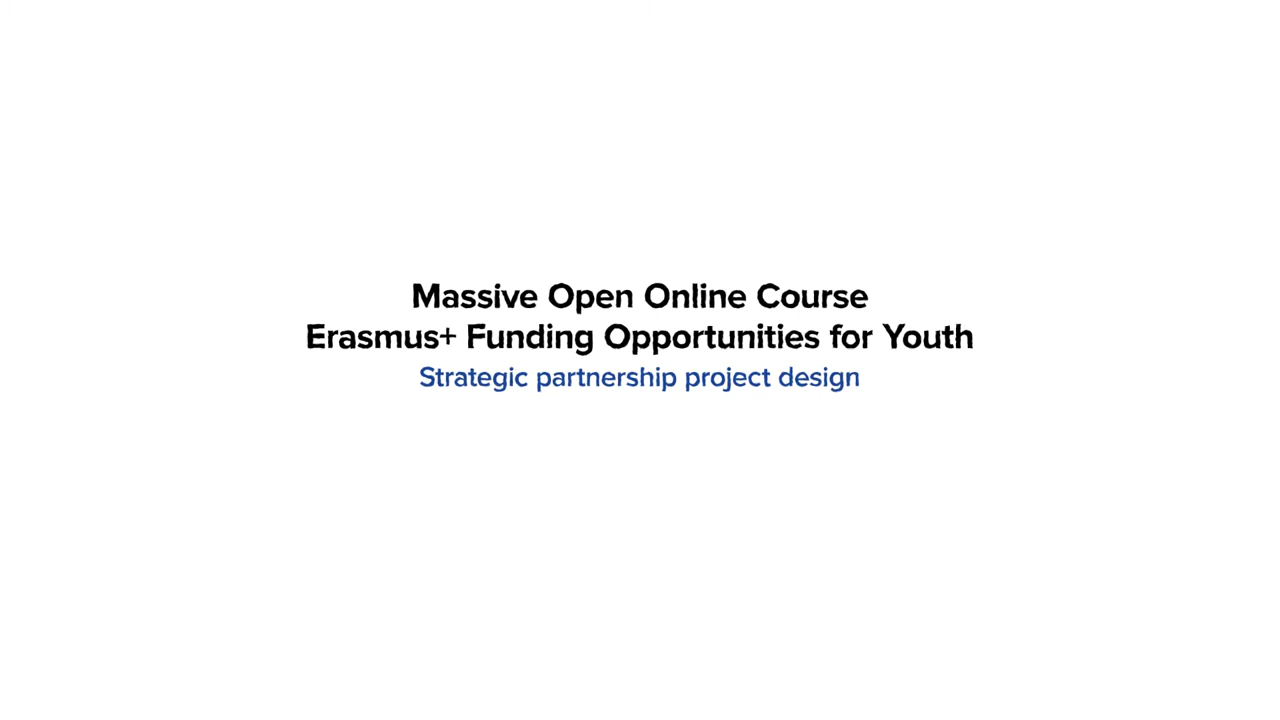 Massive Open Online Course
Erasmus+ Funding Opportunities for Youth
Strategic partnership project design